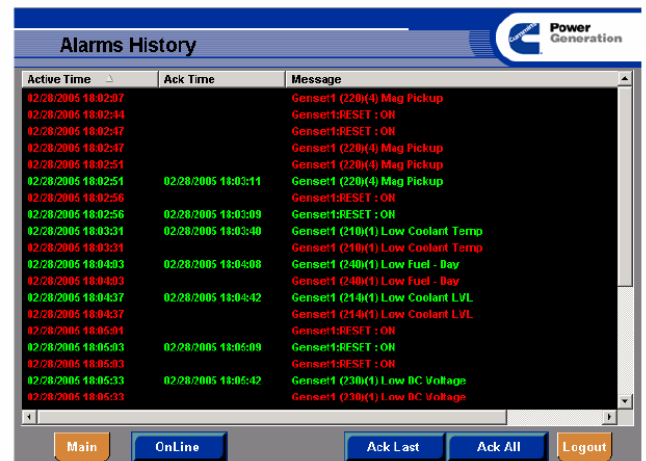 Cummins
Power
Generation
Alarms History
Active Time Ack Time Message
02/28/2005 18:02:07 Genset1 (220)(4) Mag Pickup
02/28/2005 18:02:44 Genset1:RESET : ON
02/28/2005 18:02:47 Genset1:RESET : ON
02/28/2005 18:02:47 Genset1 (220)(4) Mag Pickup
02/28/2005 18:02:51 Genset1 (220)(4) Mag Pickup
02/28/2005 18:02:51 02/28/2005 18:03:11 Genset1 (220)(4) Mag Pickup
02/28/2005 18:02:56 Genset1:RESET : ON
02/28/2005 18:02:56 02/28/2005 18:03:09 Genset1:RESET : ON
02/28/2005 18:03:31 02/28/2005 18:03:40 Genset1 (210)(1) Low Coolant Temp
02/28/2005 18:03:31 Genset1 (210)(1) Low Coolant Temp
02/28/2005 18:04:03 02/28/2005 18:04:08 Genset1 (240)(1) Low Fuel - Day
02/28/2005 18:04:03 Genset1 (240)(1) Low Fuel - Day
02/28/2005 18:04:37 02/28/2005 18:04:42 Genset1 (214)(1) Low Coolant LVL
02/28/2005 18:04:37 Genset1 (214)(1) Low Coolant LVL
02/28/2005 18:05:01 Genset1:RESET : ON
02/28/2005 18:05:03 02/28/2005 18:05:09 Genset1:RESET : ON
02/28/2005 18:05:03 Genset1:RESET : ON
02/28/2005 18:05:33 02/28/2005 18:05:42 Genset1 (230)(1) Low DC Voltage
02/28/2005 18:05:33 Genset1 (230)(1) Low DC Voltage
Main OnLine Ack Last Ack All Logout